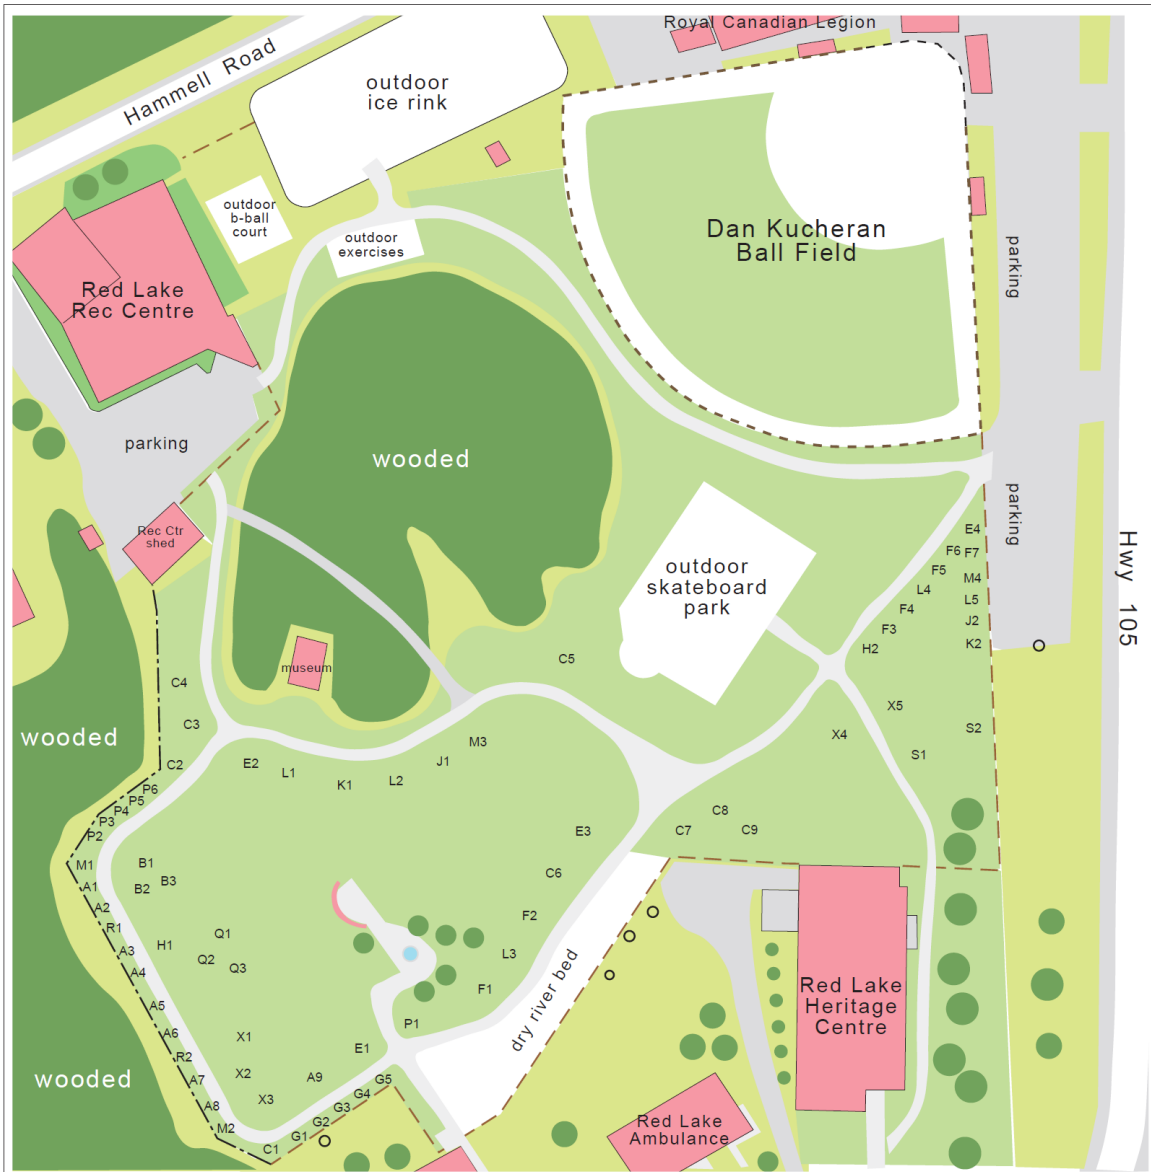 Royal Canadian Legion
Hammell Road
outdoor
ice rink
outdoor
b-ball
court
outdoor
exercises
Dan Kucheran
Ball Field
parking
Red Lake
Rec Centre
parking
wooded
parking
Hwy 105
Rec Ctr
shed
outdoor
skateboard
park
museum
E4
F6 F7
F5
M4
L4
L5
F4
J2
F3
K2
H2
C5
C4
C3
X5
S2
X4
S1
wooded
M3
C2
E2
L1
J1
K1
L2
P6
P5
P4
P3
P2
C8
C7
C9
E3
M1
B1
A1
B2
B3
C6
A2
R1
F2
A3
H1
Q1
L3
A4
Q2
Q3
F1
A5
dry river bed
Red Lake
Heritage
Centre
P1
A6
X1
E1
R2
A7
X2
A9
G5
wooded
A8
X3
G4
G3
M2
G2
G1
C1
Red Lake
Ambulance